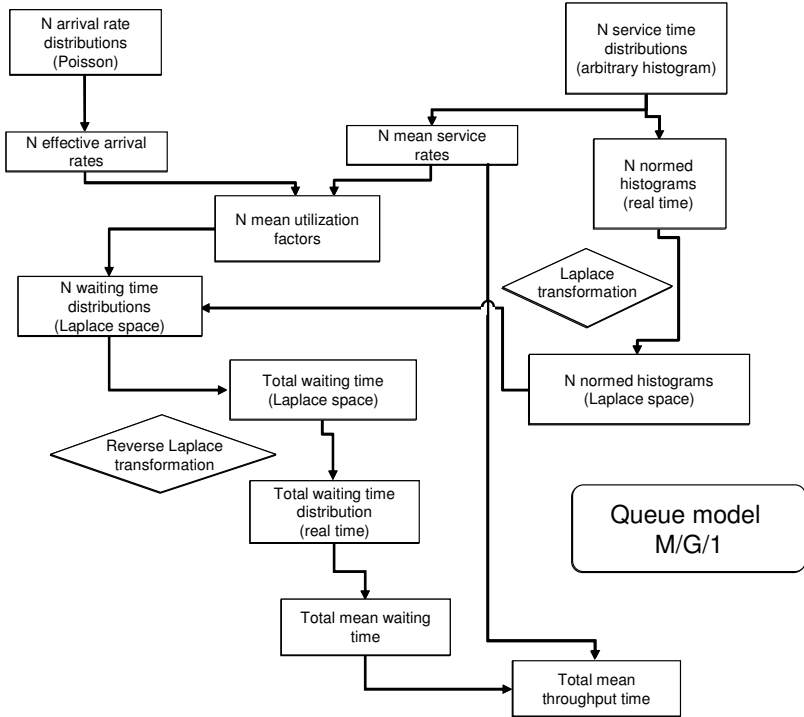 N arrival rate
distributions
(Poisson)
N service time
distributions
(arbitrary histogram)
N effective arrival
rates
N mean service
rates
N normed
histograms
(real time)
N mean utilization
factors
Laplace
transformation
N waiting time
distributions
(Laplace space)
Total waiting time
(Laplace space)
N normed histograms
(Laplace space)
Reverse Laplace
transformation
Total waiting time
distribution
(real time)
Queue model
M/G/1
Total mean waiting
time
Total mean
throughput time